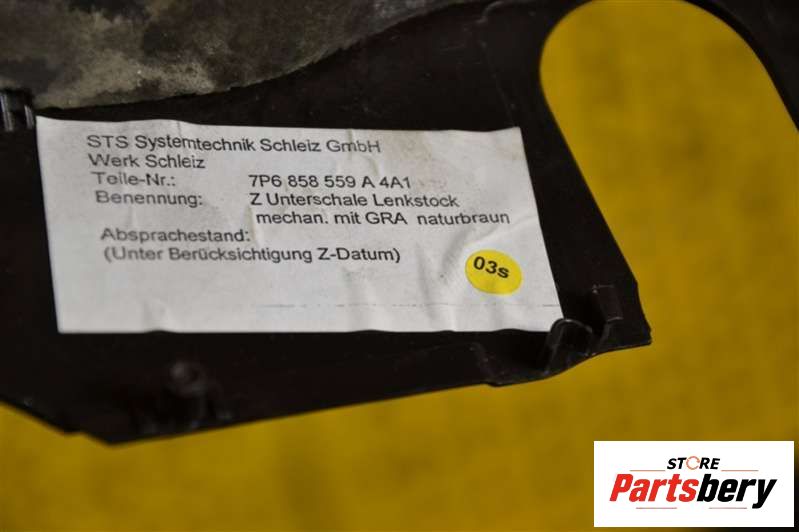 STS Systemtechnik Schleiz GmbH
Werk Schleiz
Teile-Nr.: 7P6 858 559 A 4A1
Benennung: Z Unterschale Lenkstock
mechan. mit GRA naturbraun
Absprachestand:
(Unter Berücksichtigung Z-Datum)
03s
STORE
Partsbery